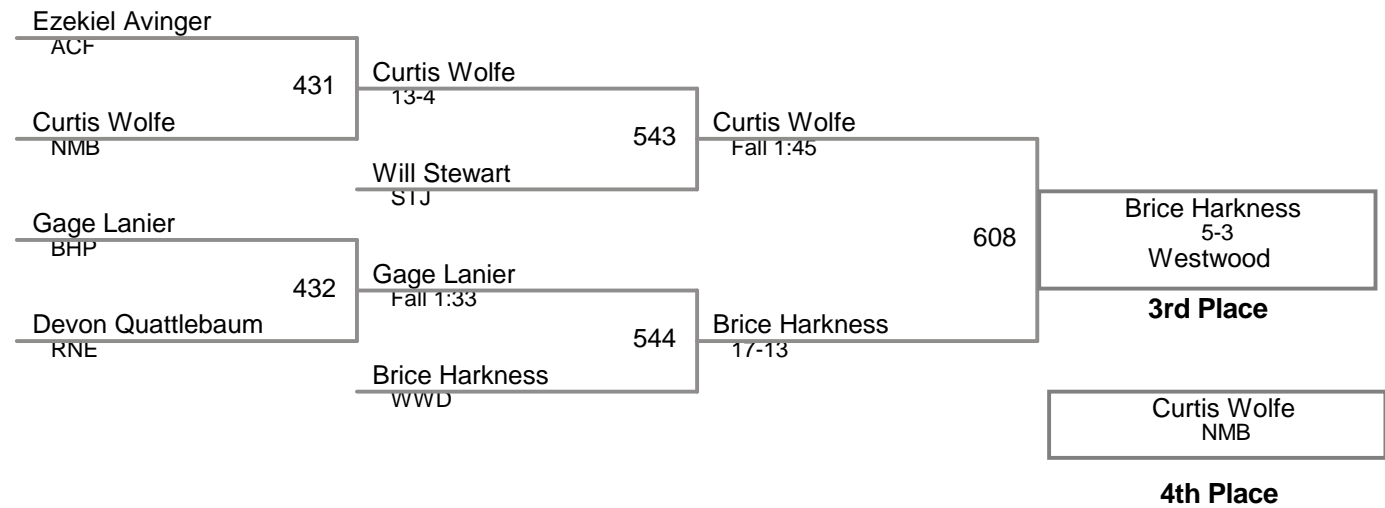 Ezekiel Avinger
ACF
431
Curtis Wolfe
NMB
Curtis Wolfe
13-4
543
Will Stewart
STJ
Curtis Wolfe
Fall 1:45
Gage Lanier
BHP
432
Devon Quattlebaum
RNE
Gage Lanier
Fall 1:33
544
Brice Harkness
WWD
Brice Harkness
17-13
608
Brice Harkness
5-3
Westwood
3rd Place
Curtis Wolfe
NMB
4th Place